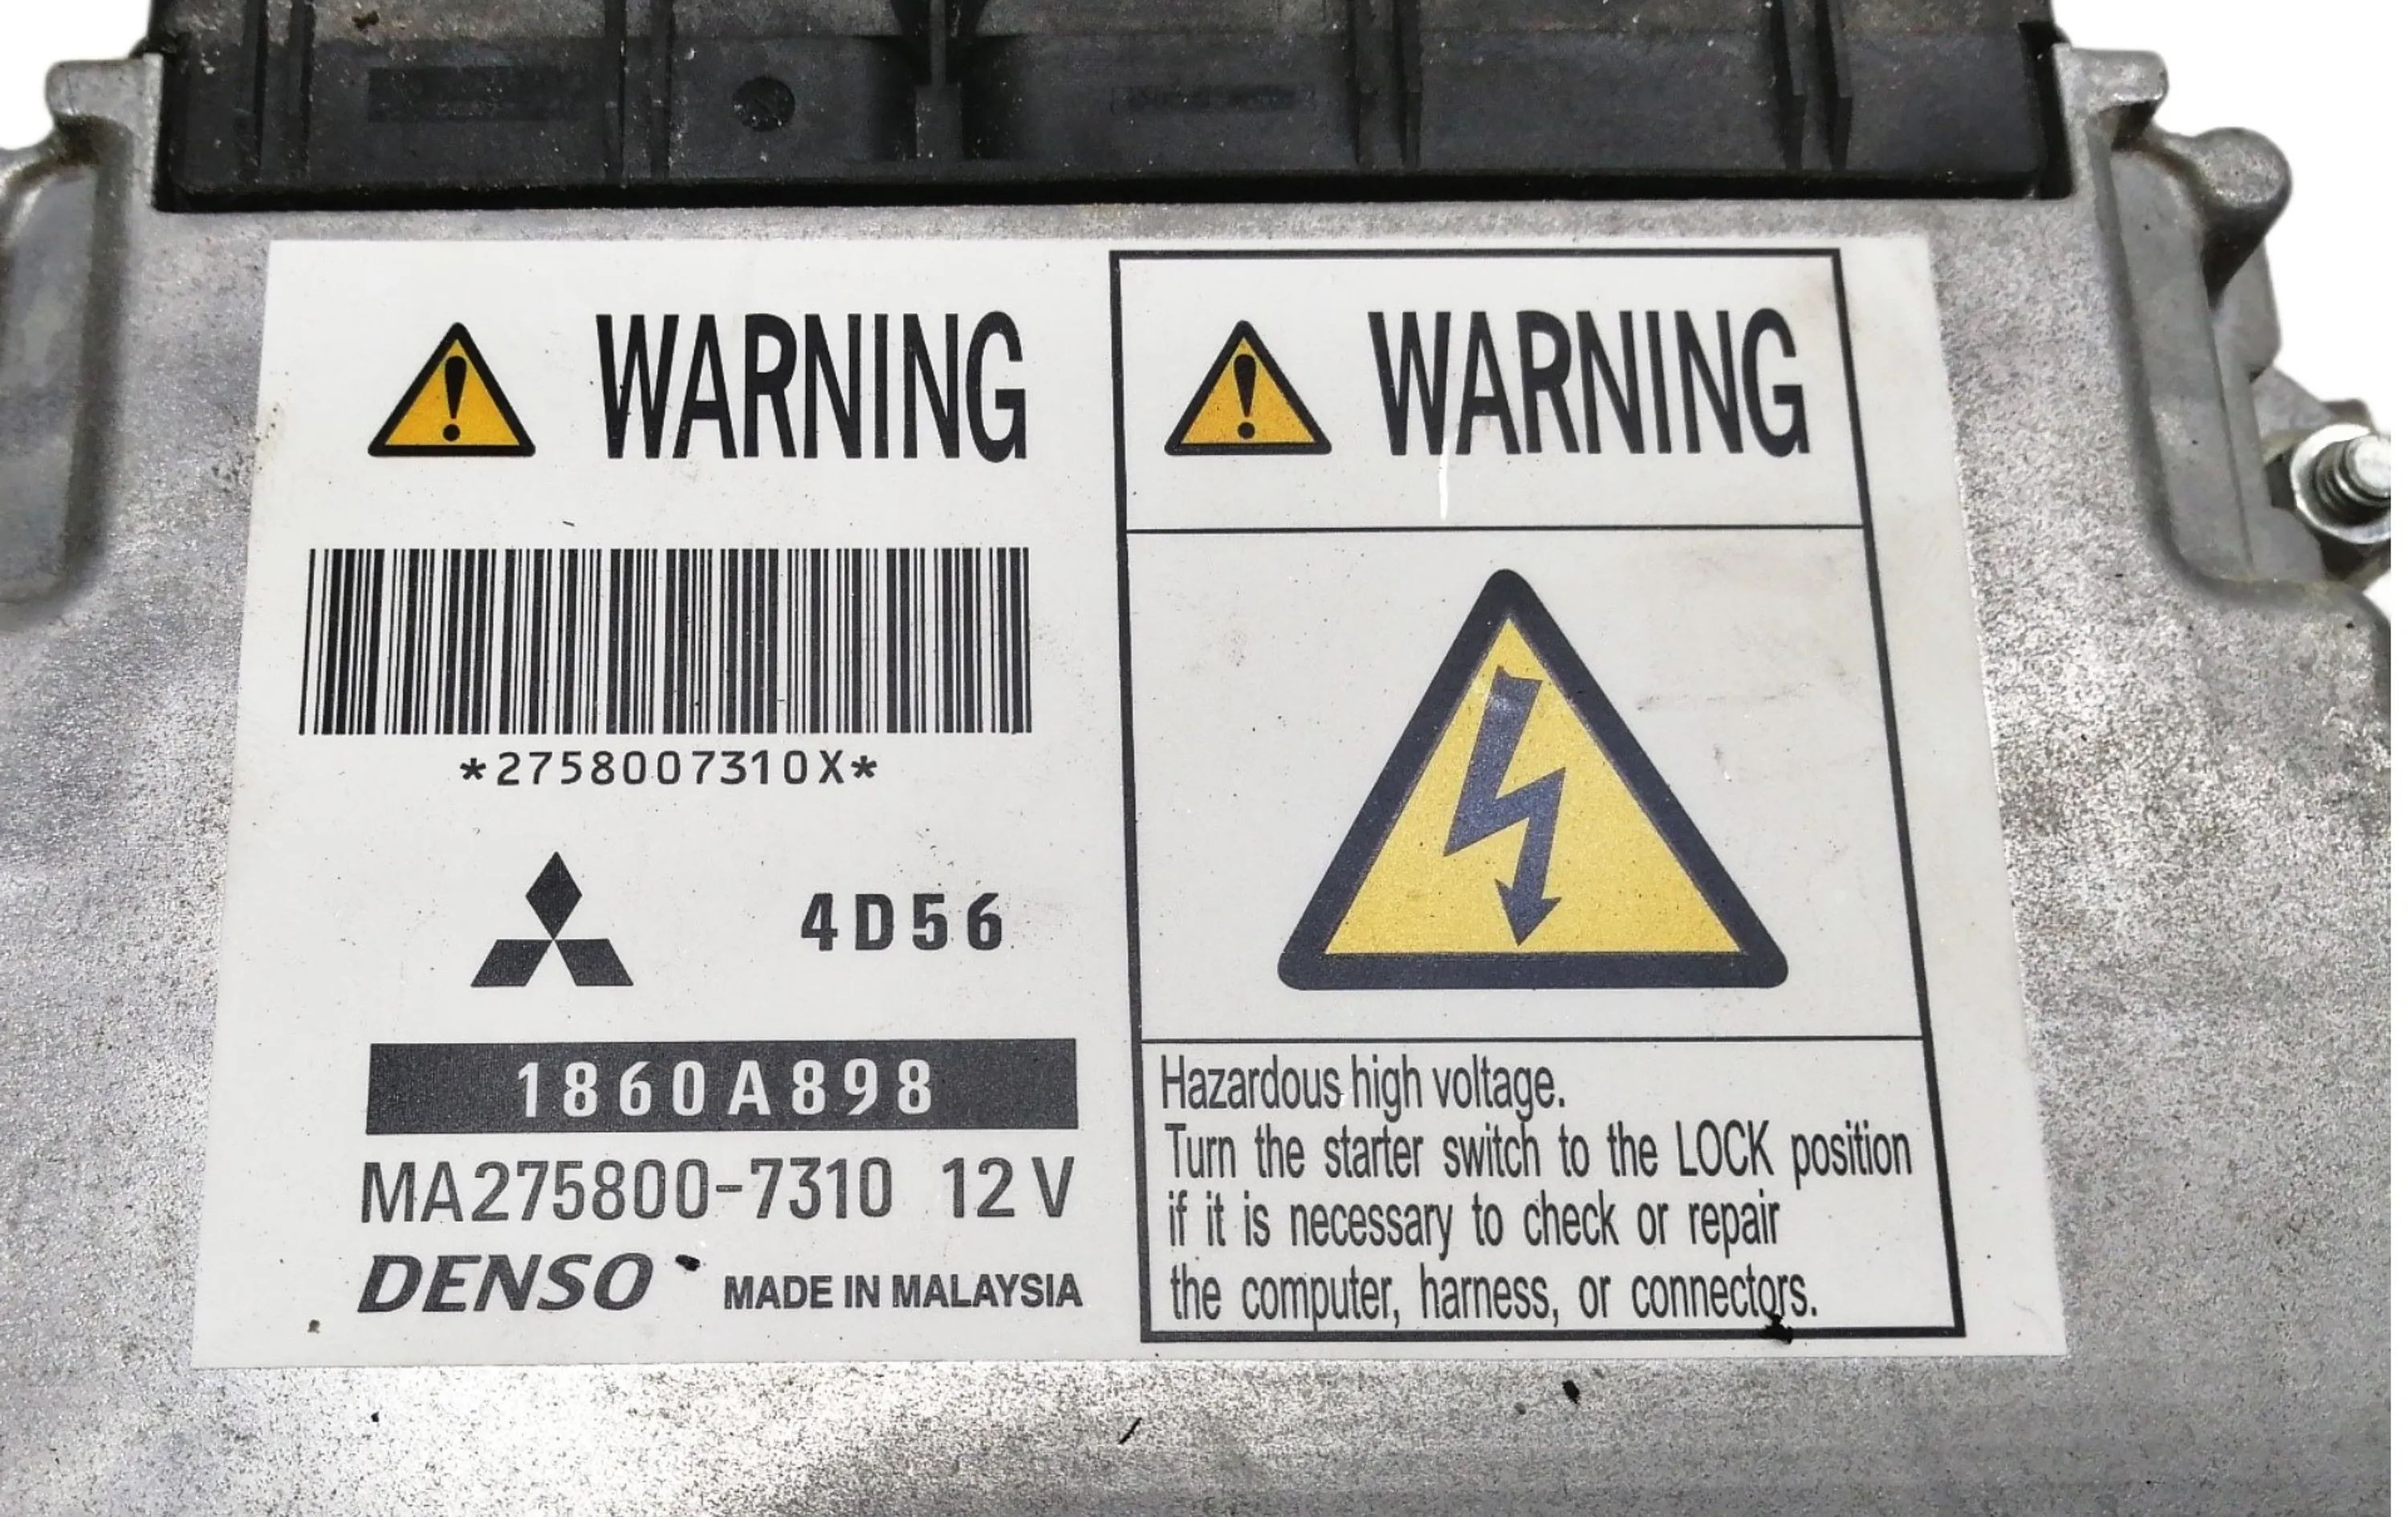 WARNING
*2758007310X*
4D56
1860A898
MA275800-7310 12V
DENSO MADE IN MALAYSIA
WARNING
Hazardous high voltage.
Turn the starter switch to the LOCK position
if it is necessary to check or repair
the computer, harness, or connectors.